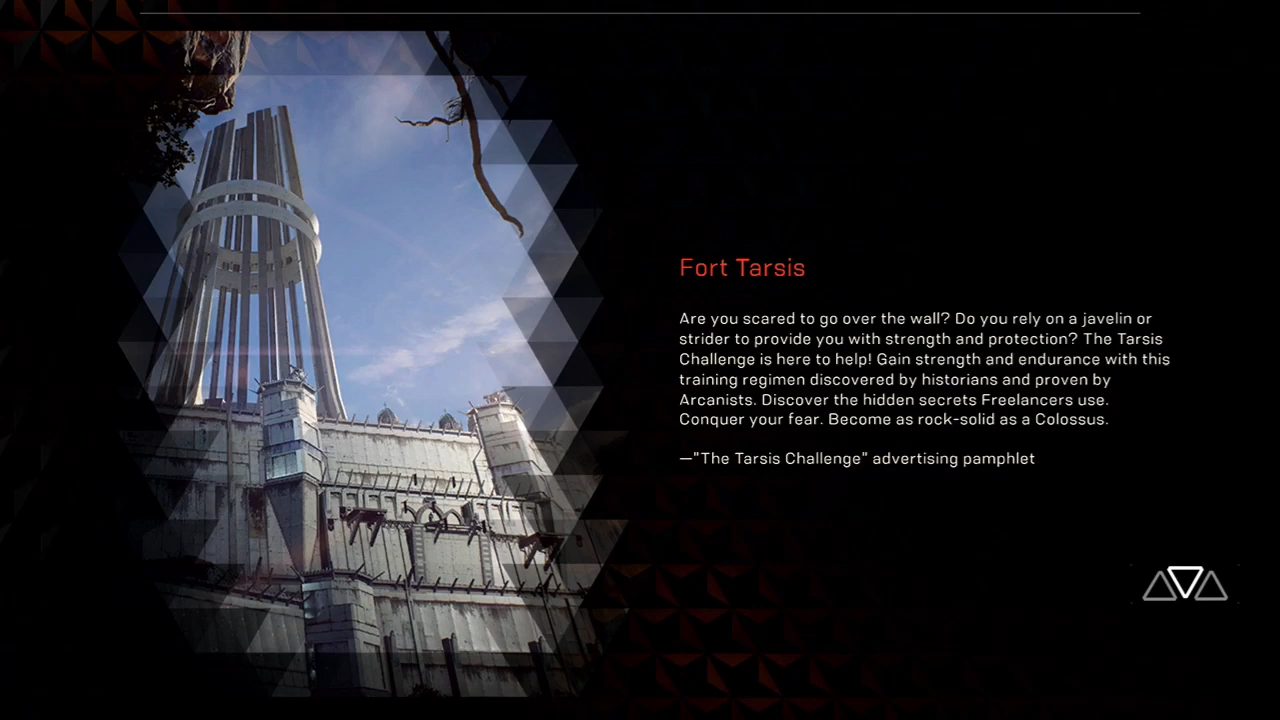 Fort Tarsis
Are you scared to go over the wall? Do you rely on a javelin or
strider to provide you with strength and protection? The Tarsis
Challenge is here to help! Gain strength and endurance with this
training regimen discovered by historians and proven by
Arcanists. Discover the hidden secrets Freelancers use.
Conquer your fear. Become as rock-solid as a Colossus.
—"The Tarsis Challenge" advertising pamphlet